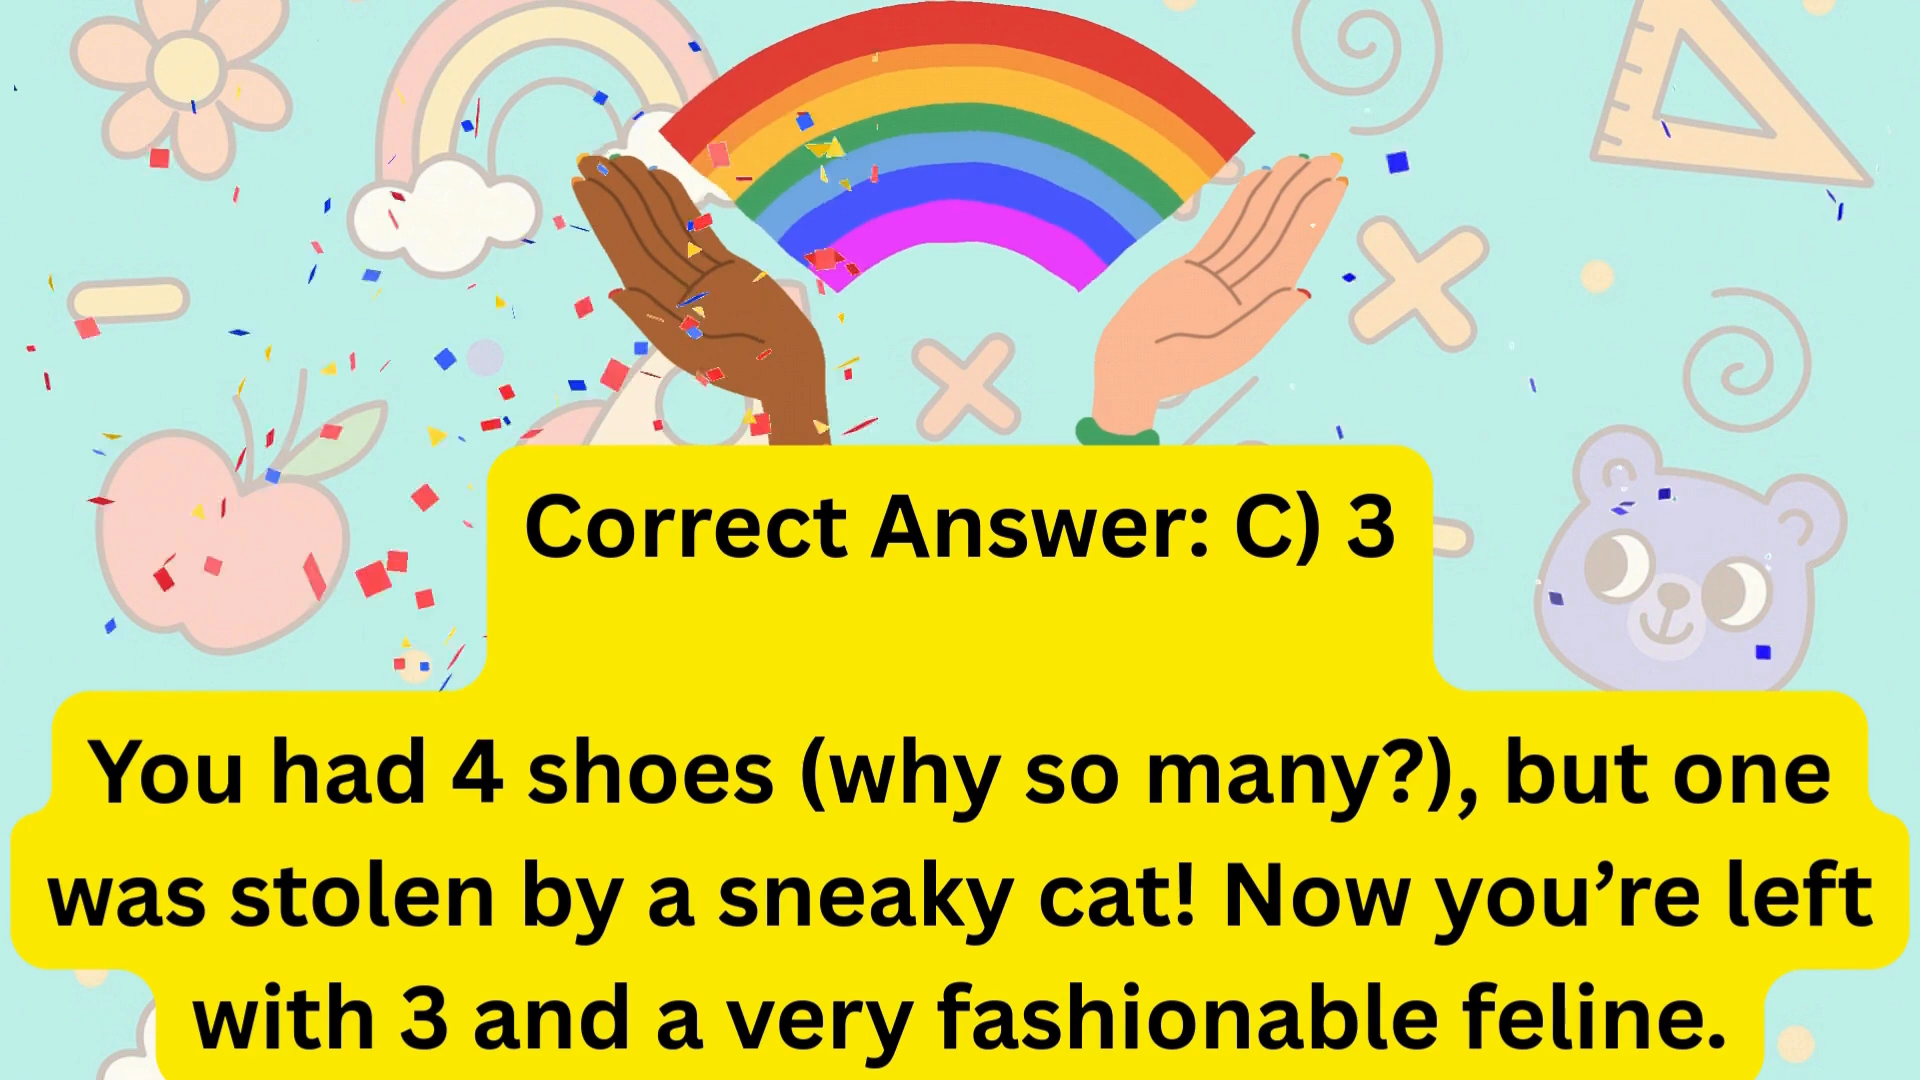 Correct Answer: C) 3
You had 4 shoes (why so many?), but one
was stolen by a sneaky cat! Now you’re left
with 3 and a very fashionable feline.